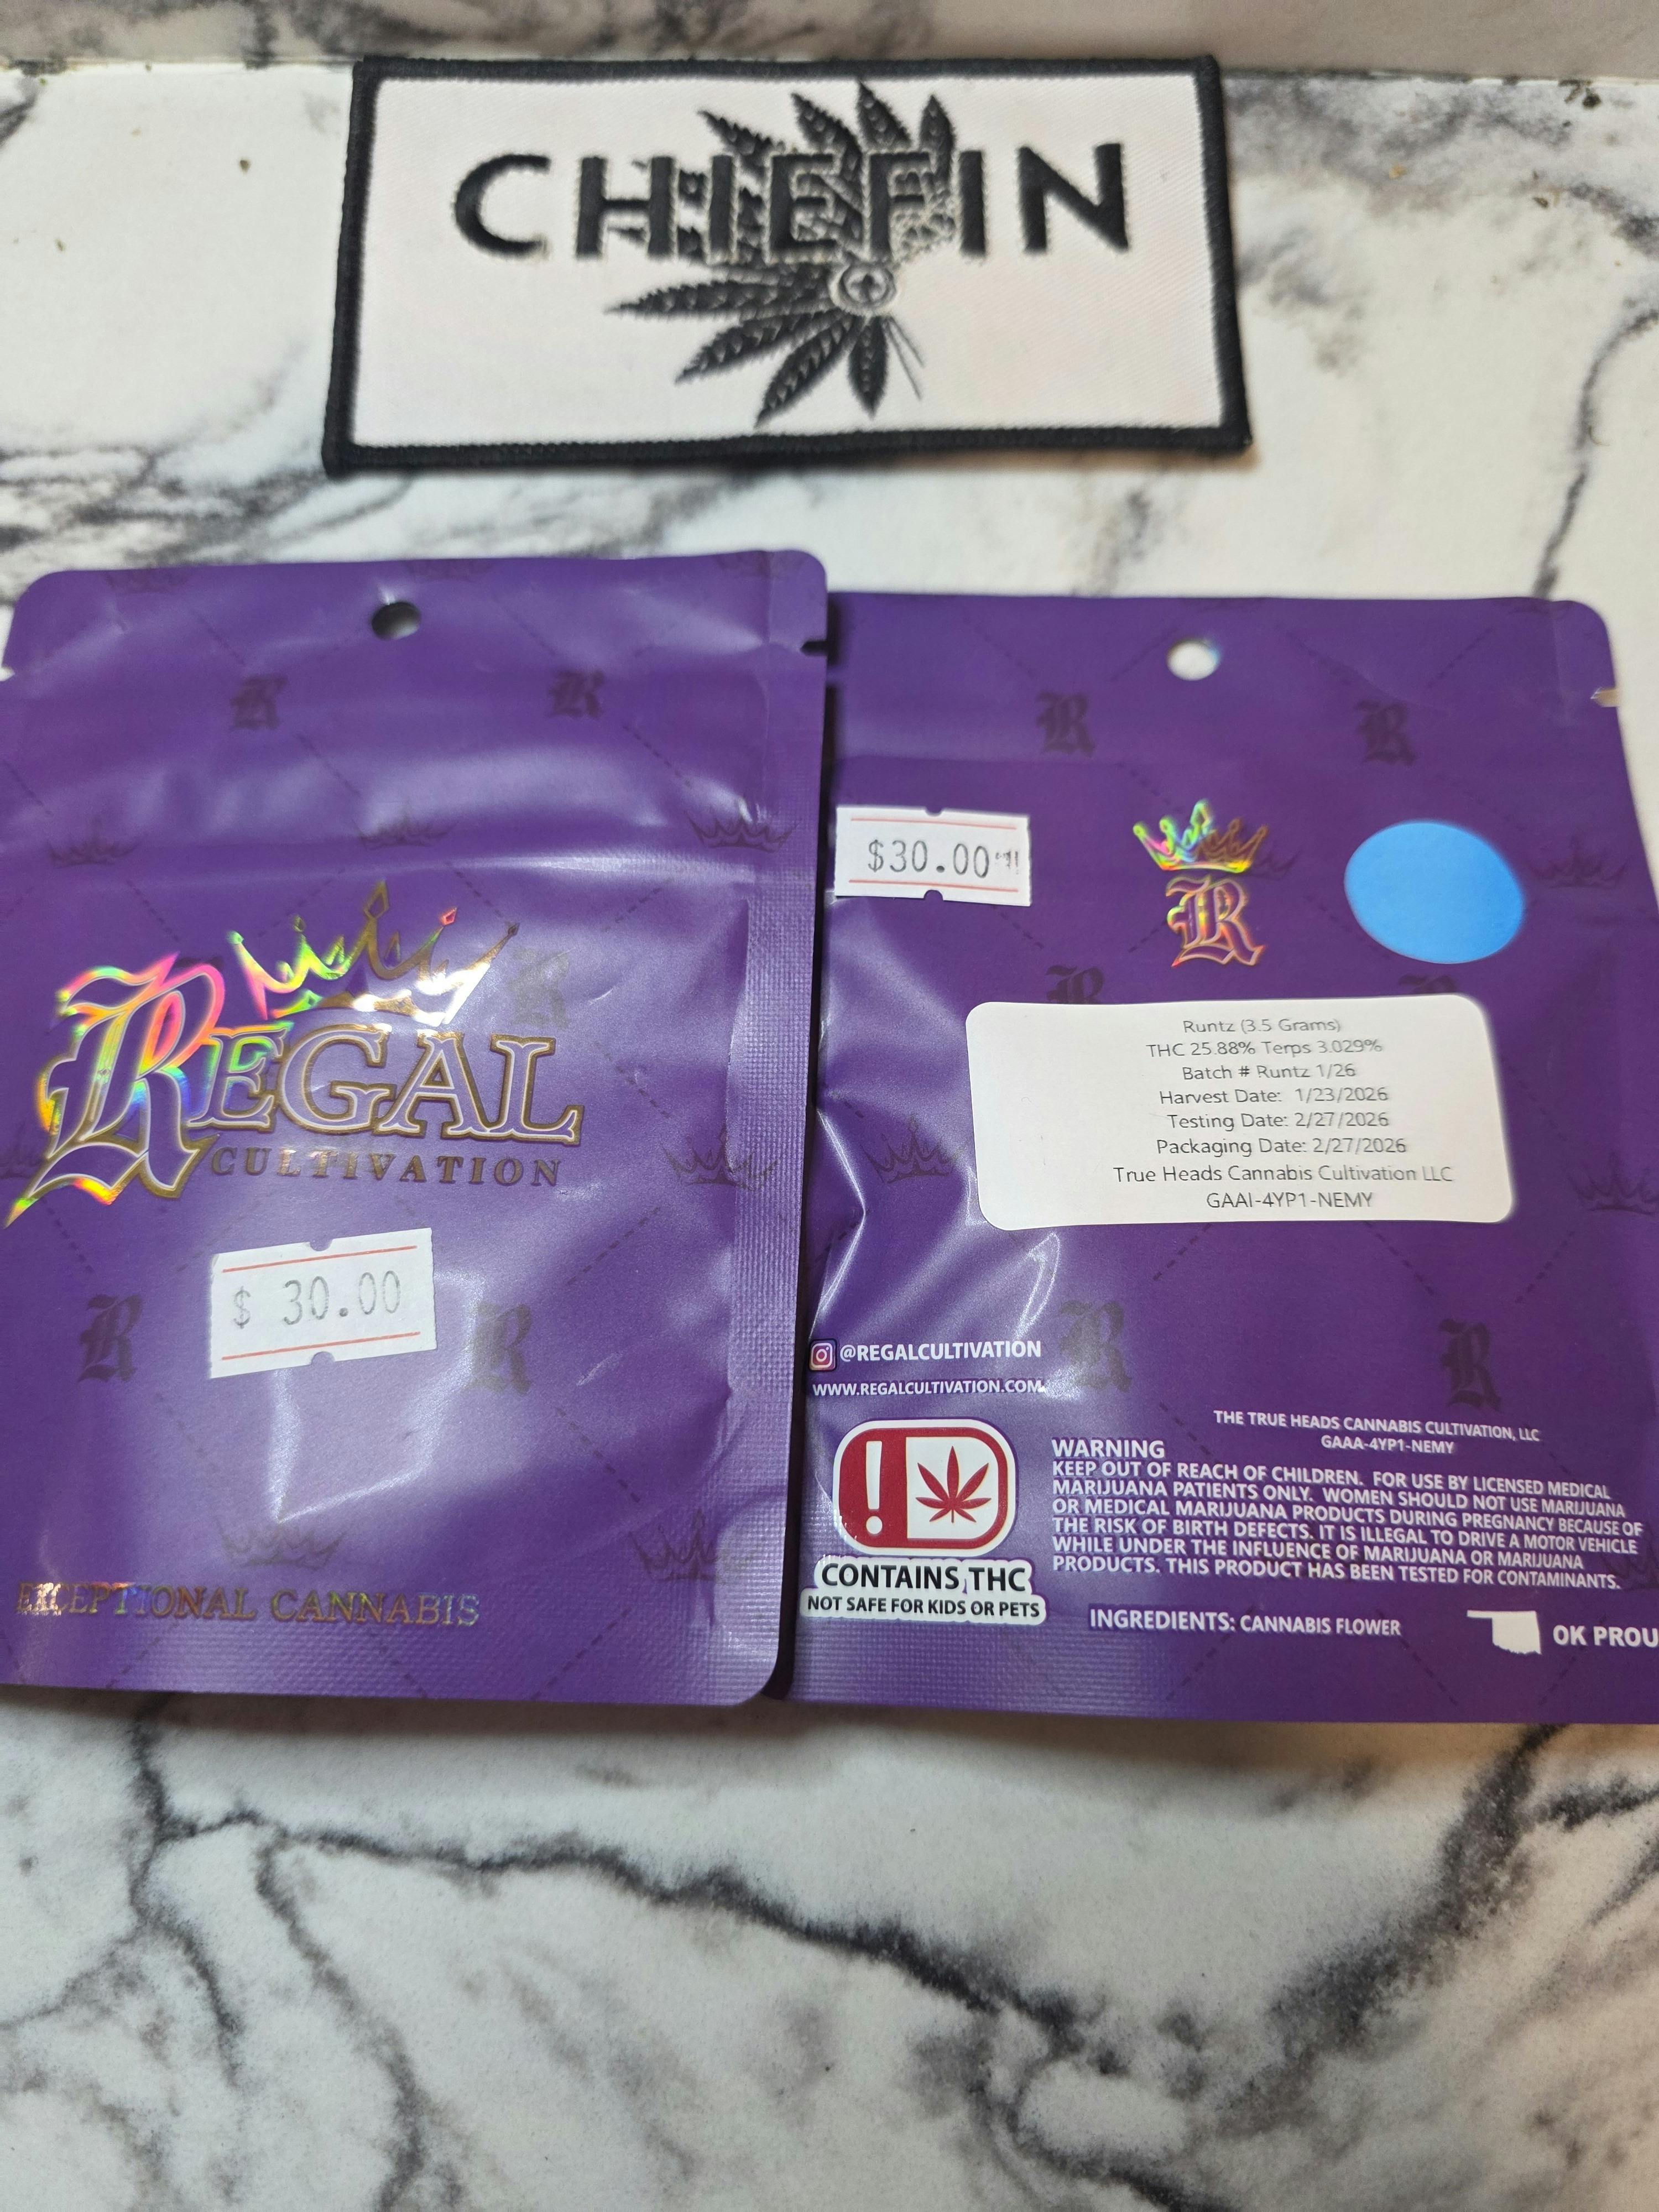 CHIEFIN
REGAL
CULTIVATION
$ 30.00
EXCEPTIONAL CANNABIS
$30.00
R
Runtz (3.5 Grams)
THC 25.88% Terps 3.029%
Batch # Runtz 1/26
Harvest Date: 1/23/2026
Testing Date: 2/27/2026
Packaging Date: 2/27/2026
True Heads Cannabis Cultivation LLC
GAAI-4YP1-NEMY
@REGALCULTIVATION
WWW.REGALCULTIVATION.COM
THE TRUE HEADS CANNABIS CULTIVATION, LLC
GAAA-4YP1-NEMY
WARNING
KEEP OUT OF REACH OF CHILDREN. FOR USE BY LICENSED MEDICAL
MARIJUANA PATIENTS ONLY. WOMEN SHOULD NOT USE MARIJUANA
OR MEDICAL MARIJUANA PRODUCTS DURING PREGNANCY BECAUSE OF
THE RISK OF BIRTH DEFECTS. IT IS ILLEGAL TO DRIVE A MOTOR VEHICLE
WHILE UNDER THE INFLUENCE OF MARIJUANA OR MARIJUANA
PRODUCTS. THIS PRODUCT HAS BEEN TESTED FOR CONTAMINANTS.
!
CONTAINS THC
NOT SAFE FOR KIDS OR PETS
INGREDIENTS: CANNABIS FLOWER
OK PROU